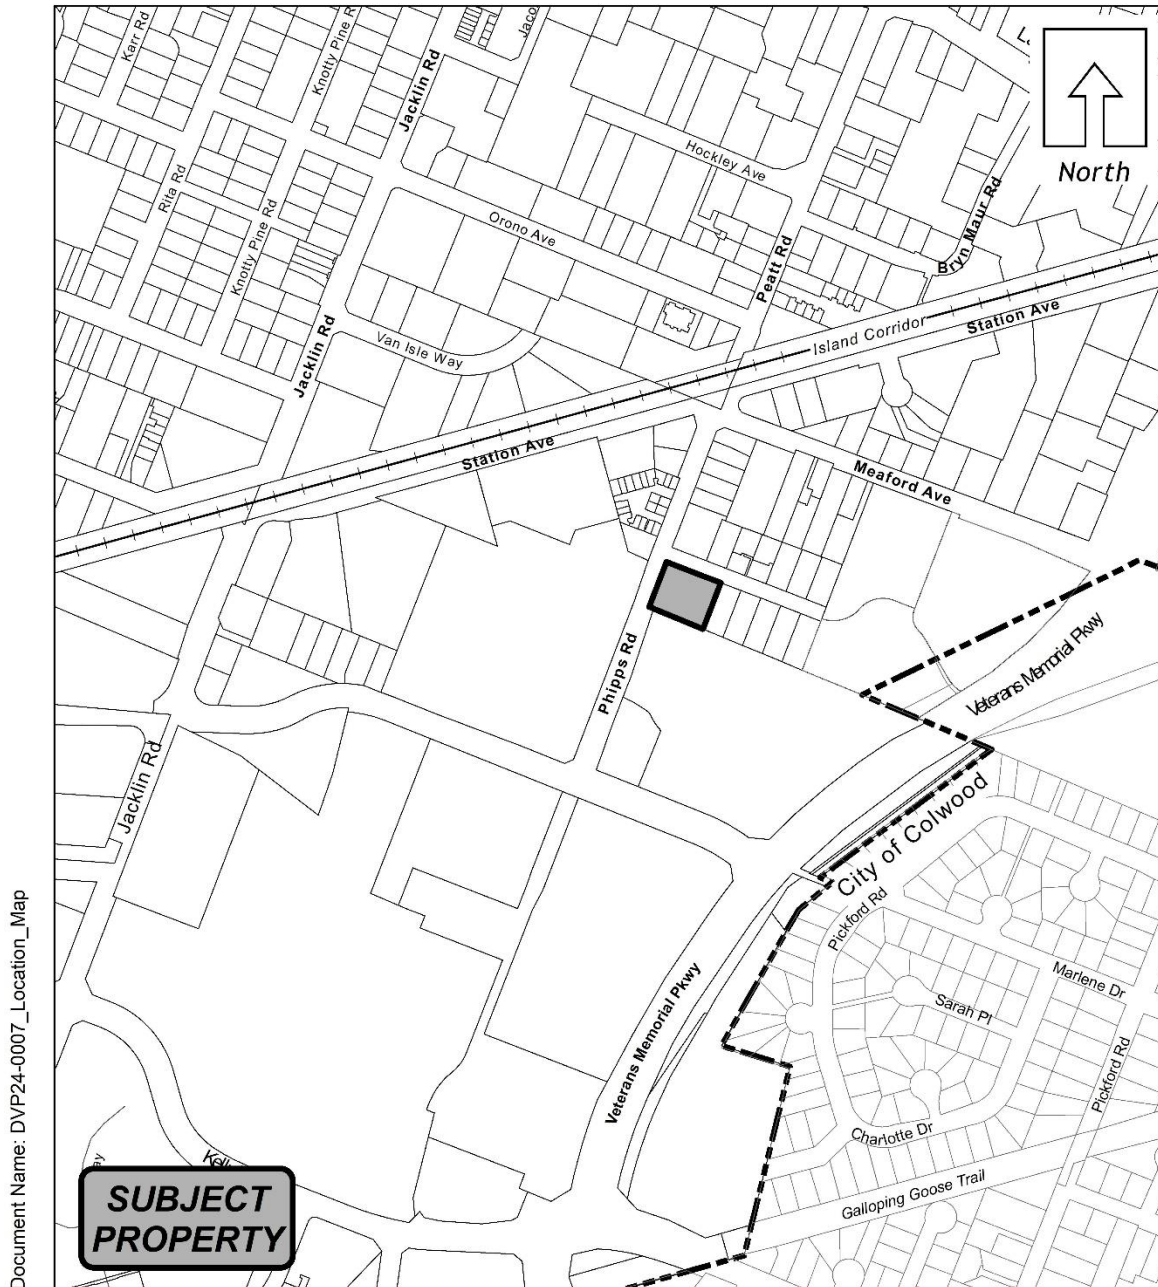 Karr Rd
Knotty Pine R
Jaco
North
Jacklin Rd
Hockley Ave
Rita Rd
Knotty Pine Rd
Orono Ave
Bryn Maur Rd
Peatt Rd
Station Ave
Island Corridor
Jacklin Rd
Van Isle Way
Station Ave
Meaford Ave
Phipps Rd
Veterans Memorial Pkwy
Jacklin Rd
City of Colwood
Pickford Rd
Marlene Dr
Sarah Pl
Veterans Memorial Pkwy
Pickford Rd
Charlotte Dr
Galloping Goose Trail
SUBJECT
PROPERTY
Document Name: DVP24-0007_Location_Map